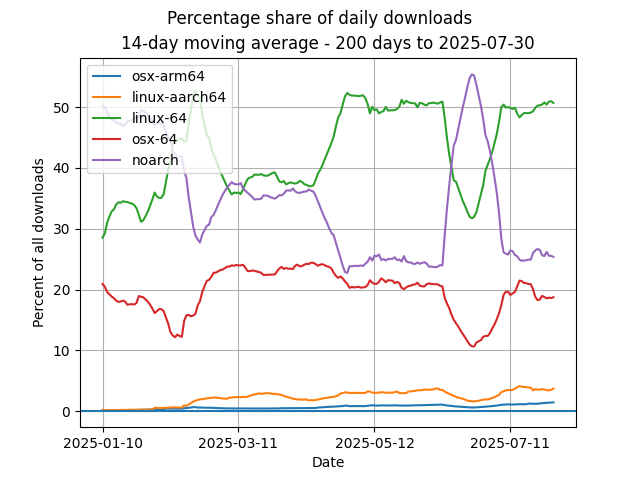 Percentage share of daily downloads
14-day moving average - 200 days to 2025-07-30
osx-arm64
linux-aarch64
linux-64
osx-64
noarch
Percent of all downloads
50
40
30
20
10
0
2025-01-10
2025-03-11
2025-05-12
2025-07-11
Date